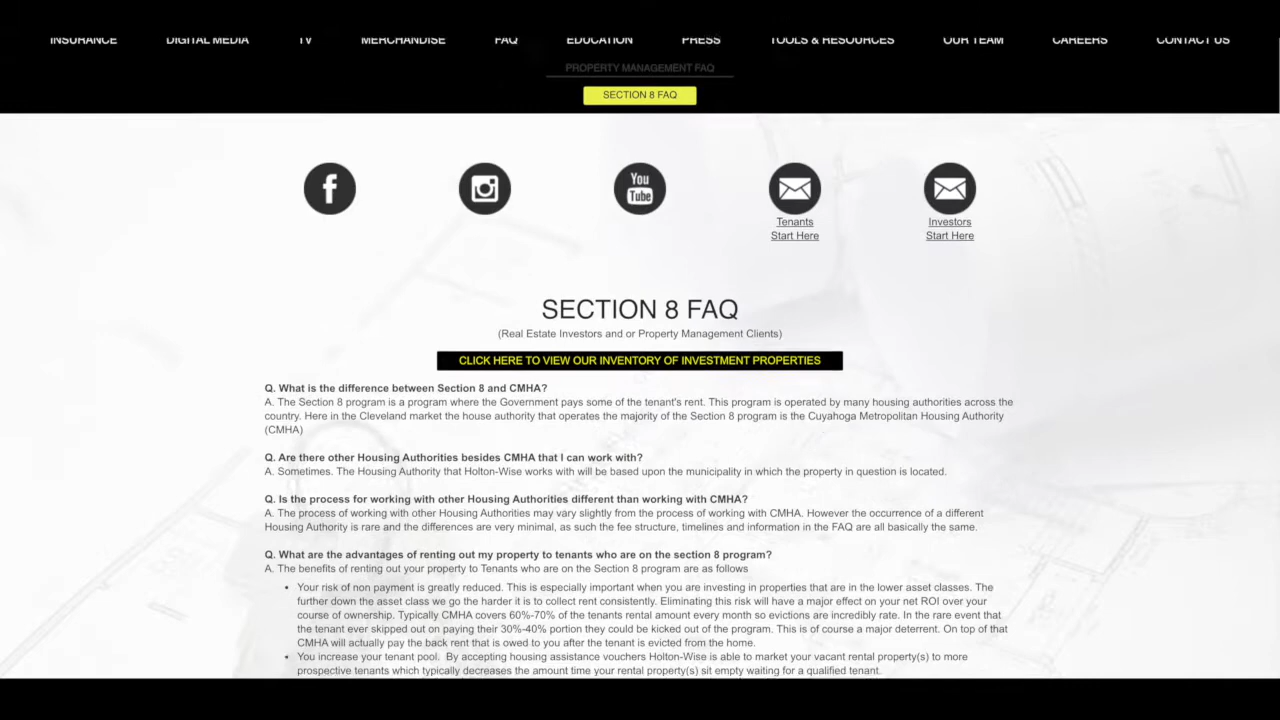 INSURANCE DIGITAL MEDIA TV MERCHANDISE FAQ EDUCATION PRESS TOOLS & RESOURCES OUR TEAM CAREERS CONTACT US
PROPERTY MANAGEMENT FAQ
SECTION 8 FAQ
f
You
Tube
Tenants
Start Here
Investors
Start Here
SECTION 8 FAQ
(Real Estate Investors and or Property Management Clients)
CLICK HERE TO VIEW OUR INVENTORY OF INVESTMENT PROPERTIES
Q. What is the difference between Section 8 and CMHA?
A. The Section 8 program is a program where the Government pays some of the tenant's rent. This program is operated by many housing authorities across the
country. Here in the Cleveland market the house authority that operates the majority of the Section 8 program is the Cuyahoga Metropolitan Housing Authority
(CMHA)
Q. Are there other Housing Authorities besides CMHA that I can work with?
A. Sometimes. The Housing Authority that Holton-Wise works with will be based upon the municipality in which the property in question is located.
Q. Is the process for working with other Housing Authorities different than working with CMHA?
A. The process of working with other Housing Authorities may vary slightly from the process of working with CMHA. However the occurrence of a different
Housing Authority is rare and the differences are very minimal, as such the fee structure, timelines and information in the FAQ are all basically the same.
Q. What are the advantages of renting out my property to tenants who are on the section 8 program?
A. The benefits of renting out your property to Tenants who are on the Section 8 program are as follows
• Your risk of non payment is greatly reduced. This is especially important when you are investing in properties that are in the lower asset classes. The
further down the asset class we go the harder it is to collect rent consistently. Eliminating this risk will have a major effect on your net ROI over your
course of ownership. Typically CMHA covers 60%-70% of the tenants rental amount every month so evictions are incredibly rate. In the rare event that
the tenant ever skipped out on paying their 30%-40% portion they could be kicked out of the program. This is of course a major deterrent. On top of that
CMHA will actually pay the back rent that is owed to you after the tenant is evicted from the home.
• You increase your tenant pool. By accepting housing assistance vouchers Holton-Wise is able to market your vacant rental property(s) to more
prospective tenants which typically decreases the amount time your rental property(s) sit empty waiting for a qualified tenant.